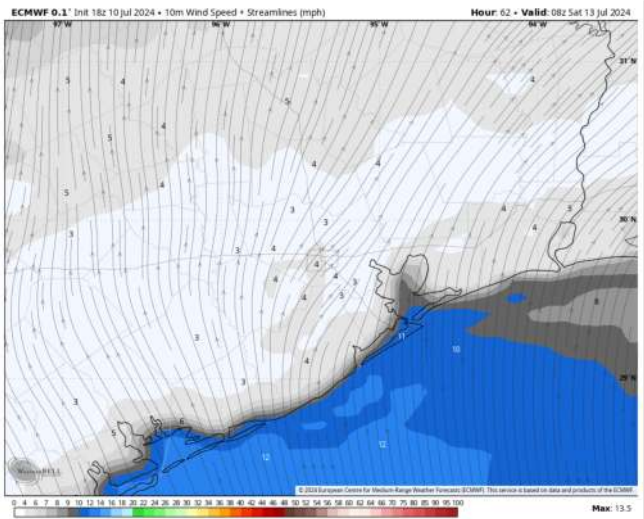 ECMWF 0.1° Init 18z 10 Jul 2024 • 10m Wind Speed + Streamlines (mph)
Hour: 62 • Valid: 08z Sat 13 Jul 2024
97°W 96°W 95°W 94°W
31°N
5 4 4
5
4
5
4 4
4
5
3 4 3
3 30°N
3 4
3 4
4
4 4 3
4 3
8
11
3 10
4
29°N
3
3
6
5
12 12
WeatherBELL
© 2024 European Centre for Medium-Range Weather Forecasts (ECMWF). This service is based on data and products of the ECMWF.
0 2 4 6 8 9 10 12 14 16 18 20 22 24 26 28 30 32 34 36 38 40 42 44 46 48 50 52 54 56 58 60 62 64 66 70 75 80 85 90 95 100
Max: 13.5